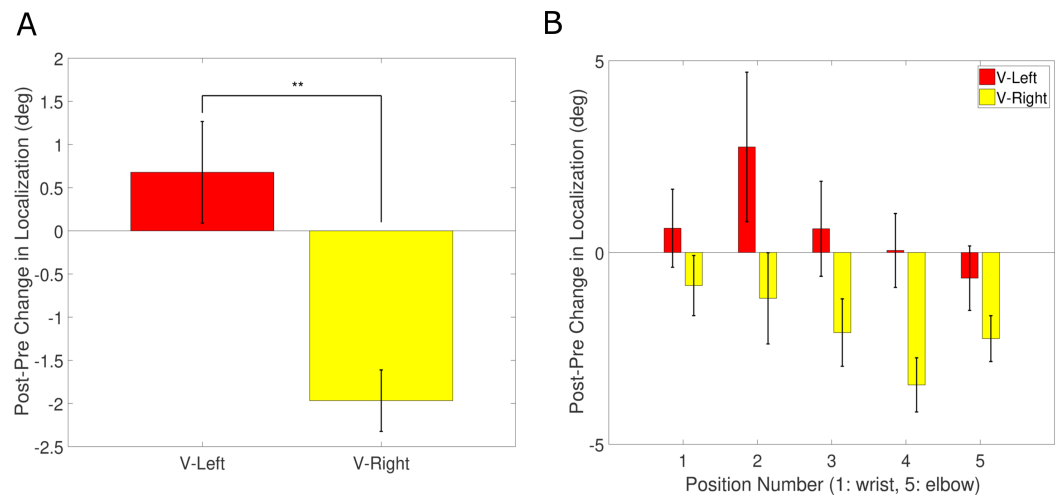 A
Post-Pre Change in Localization (deg)
2
1.5
1
0.5
0
-0.5
-1
-1.5
-2
-2.5
**
V-Left
V-Right
B
Post-Pre Change in Localization (deg)
5
0
-5
V-Left
V-Right
1 2 3 4 5
Position Number (1: wrist, 5: elbow)